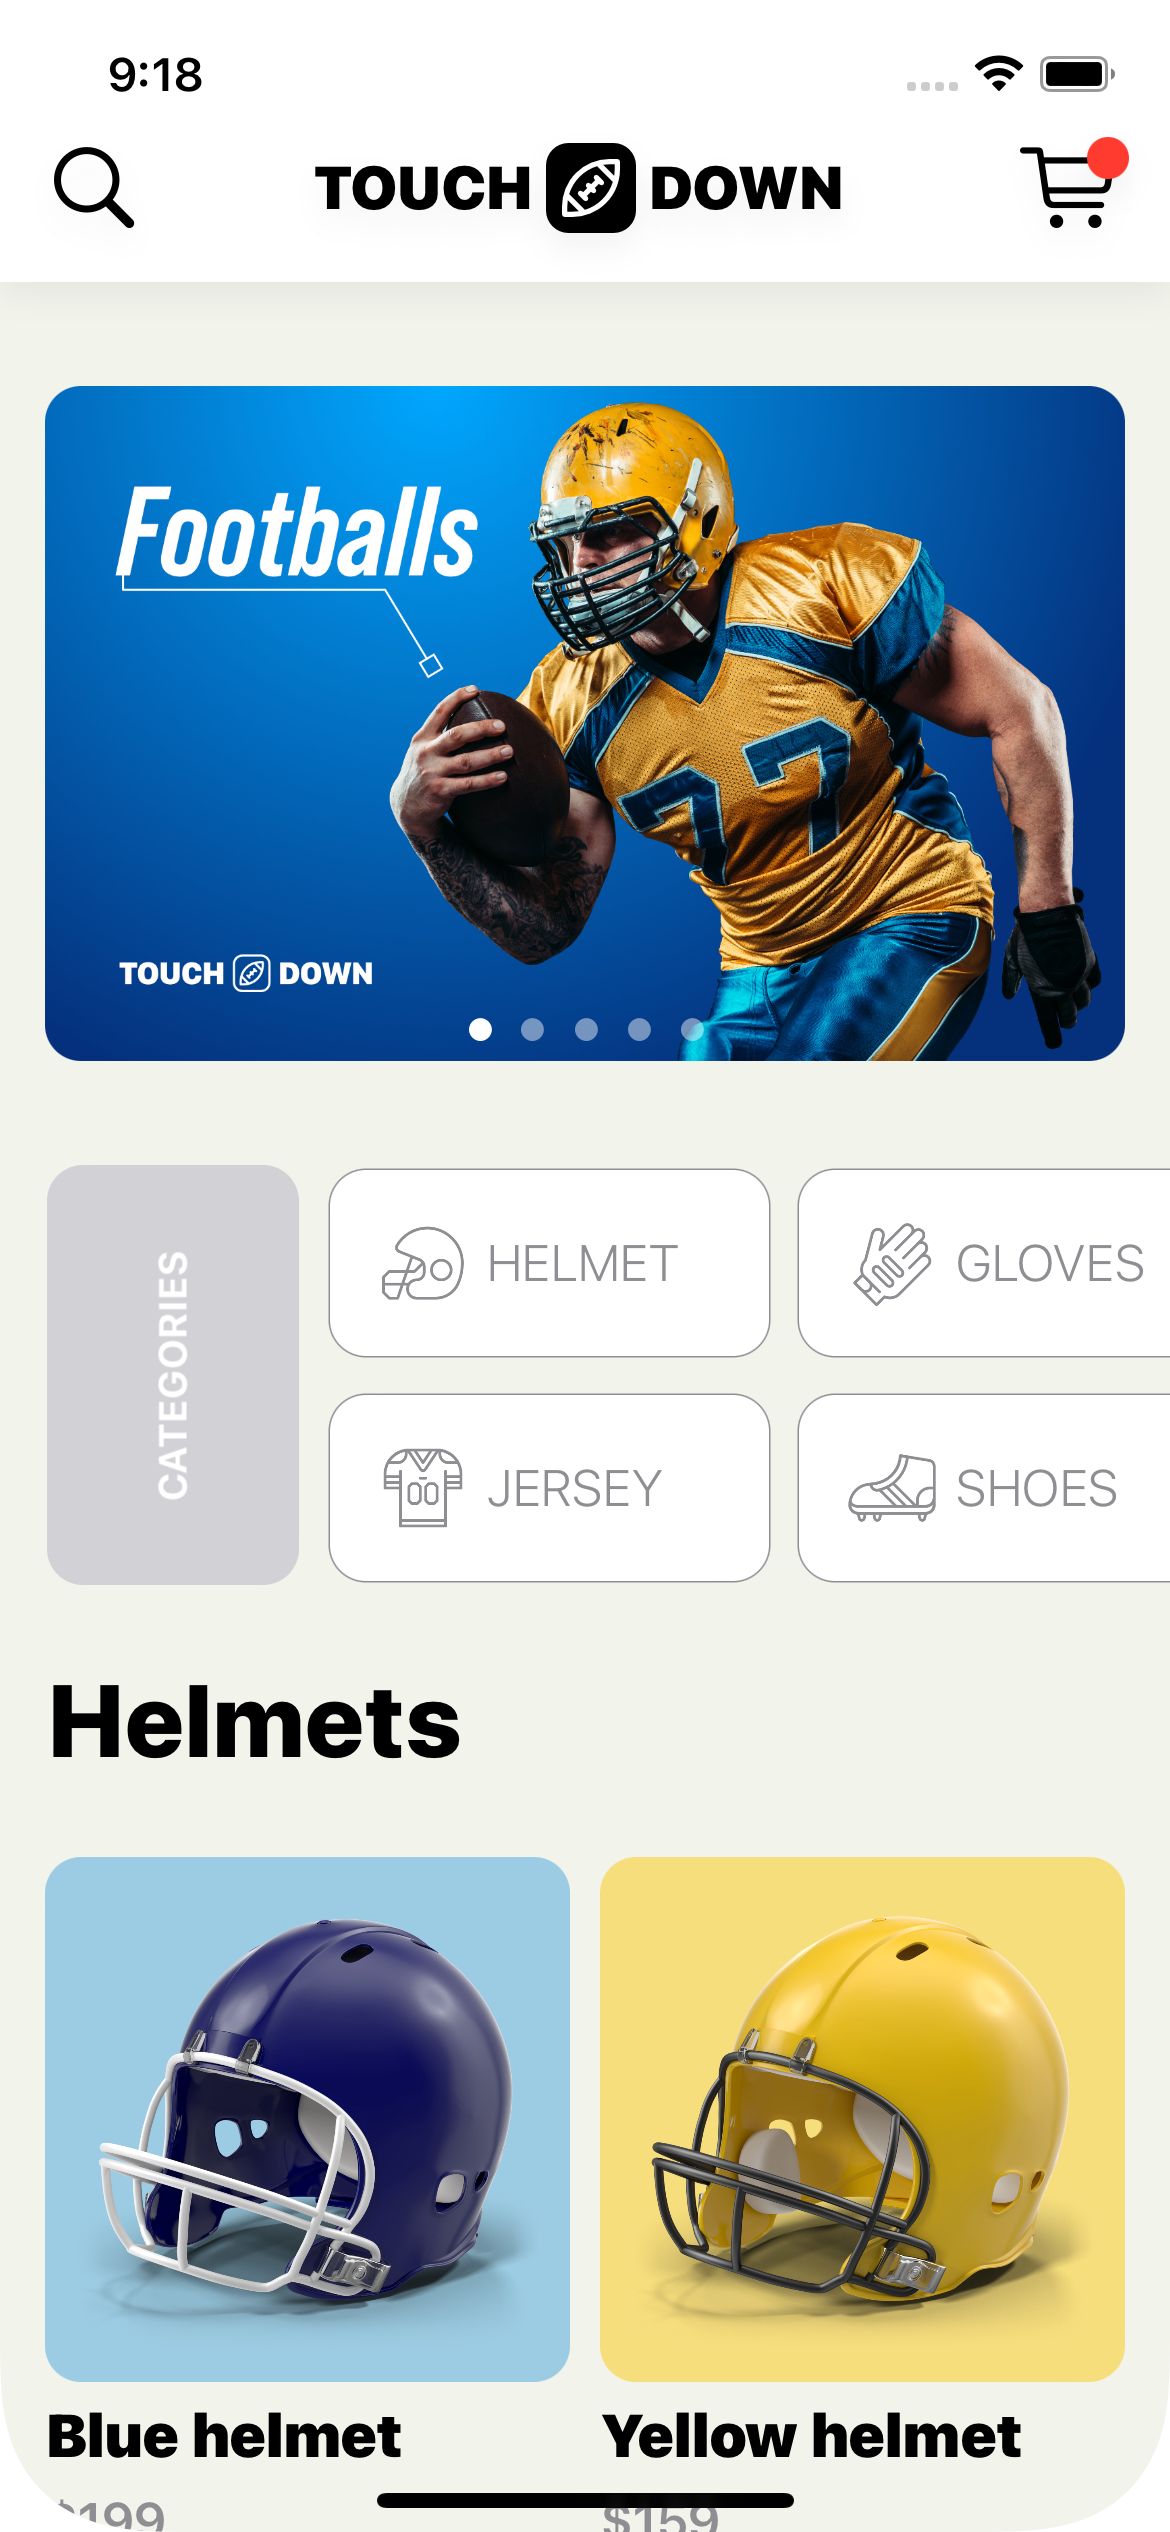 9:18
TOUCH DOWN
Footballs
77
TOUCH DOWN
CATEGORIES
HELMET
GLOVES
JERSEY
SHOES
Helmets
Blue helmet
Yellow helmet
$199
$159